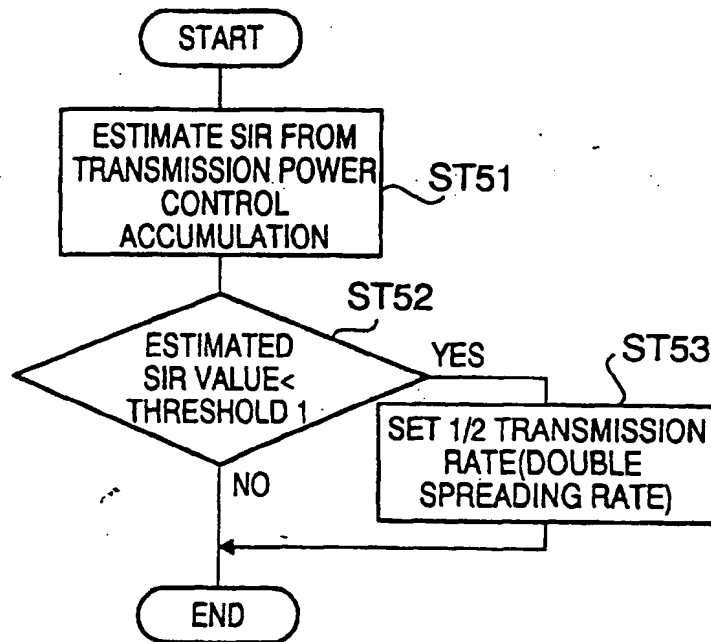 START
ESTIMATE SIR FROM
TRANSMISSION POWER
CONTROL
ACCUMULATION
ST51
ST52
ESTIMATED
SIR VALUE<
THRESHOLD 1
YES
ST53
SET 1/2 TRANSMISSION
RATE(DOUBLE
SPREADING RATE)
NO
END